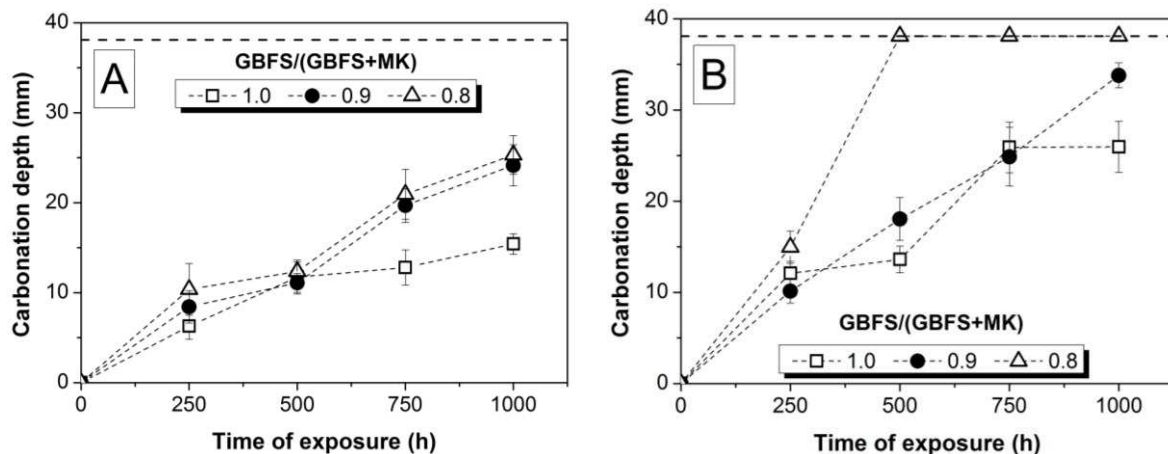 40
30
20
10
0
Carbonation depth (mm)
A
GBFS/(GBFS+MK)
1.0 0.9 0.8
0 250 500 750 1000
Time of exposure (h)
40
30
20
10
0
Carbonation depth (mm)
B
GBFS/(GBFS+MK)
1.0 0.9 0.8
0 250 500 750 1000
Time of exposure (h)